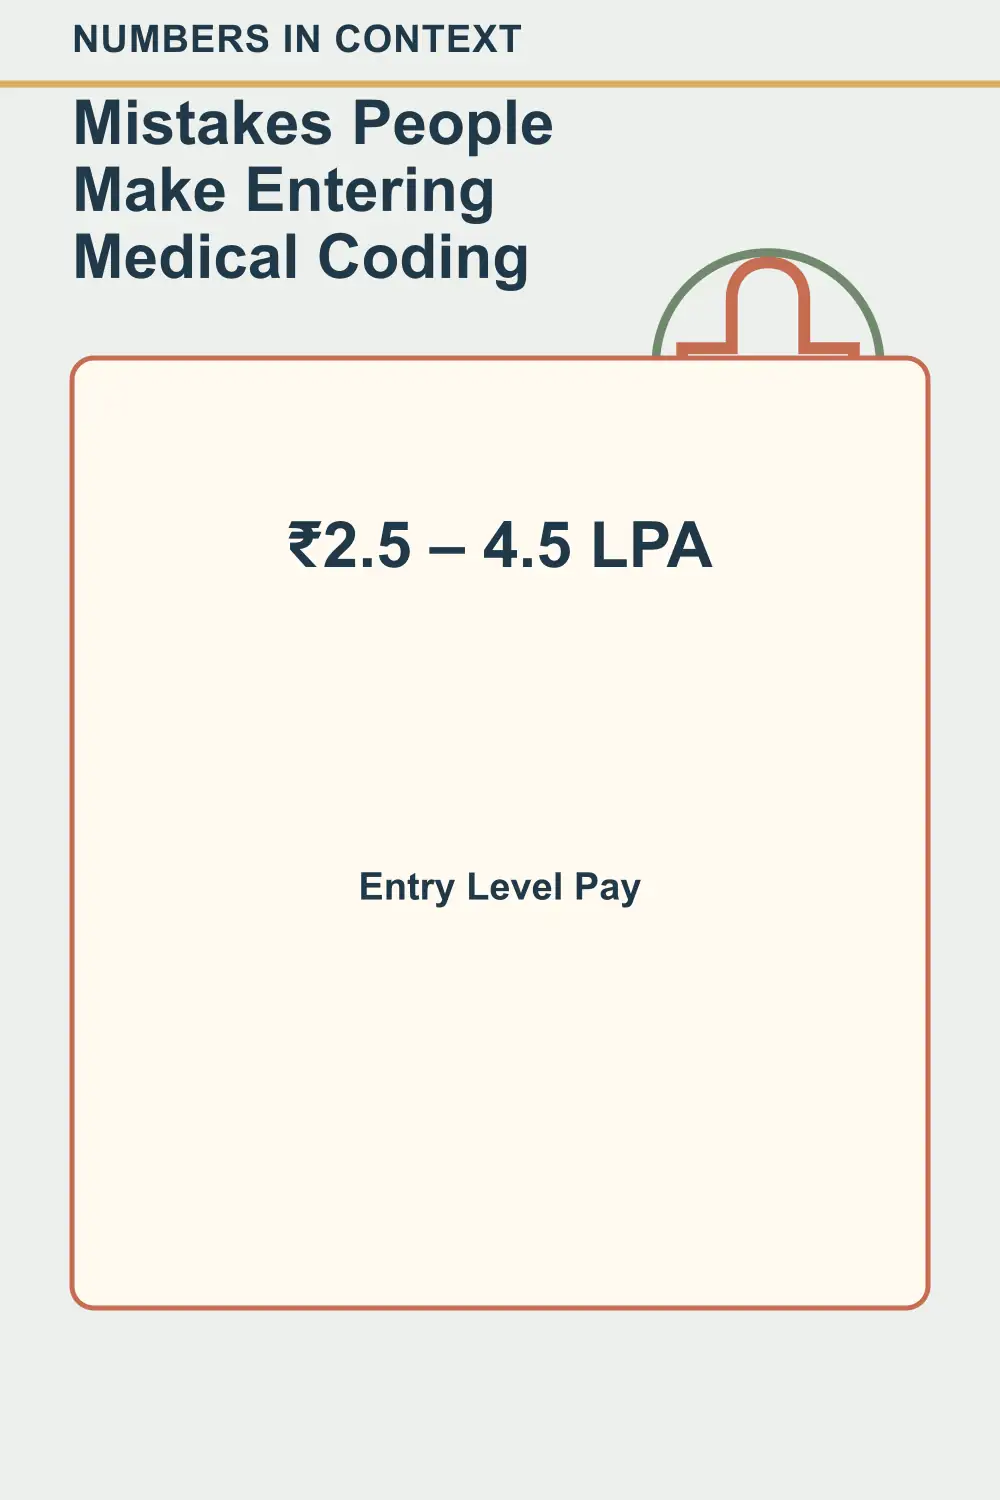 NUMBERS IN CONTEXT
Mistakes People
Make Entering
Medical Coding
₹2.5 – 4.5 LPA
Entry Level Pay